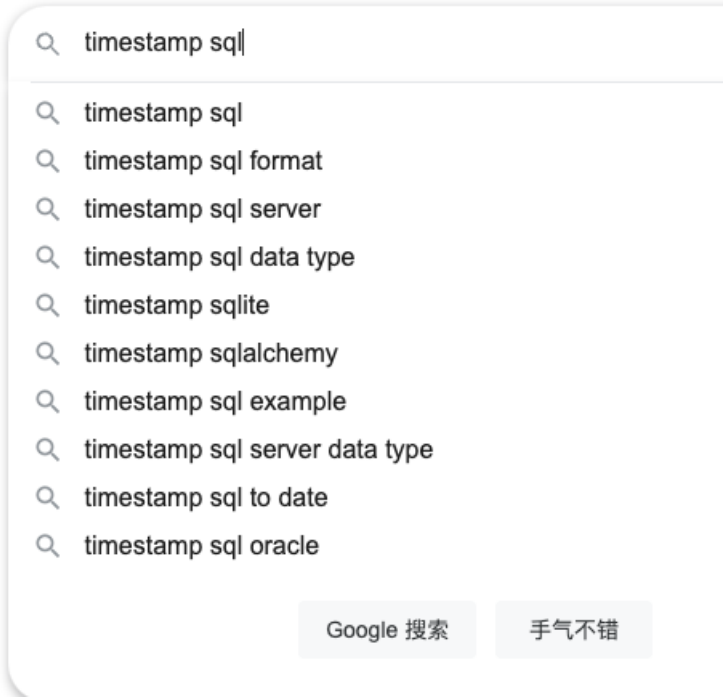 timestamp sql
timestamp sql
timestamp sql format
timestamp sql server
timestamp sql data type
timestamp sqlite
timestamp sqlalchemy
timestamp sql example
timestamp sql server data type
timestamp sql to date
timestamp sql oracle
Google 搜索 手气不错